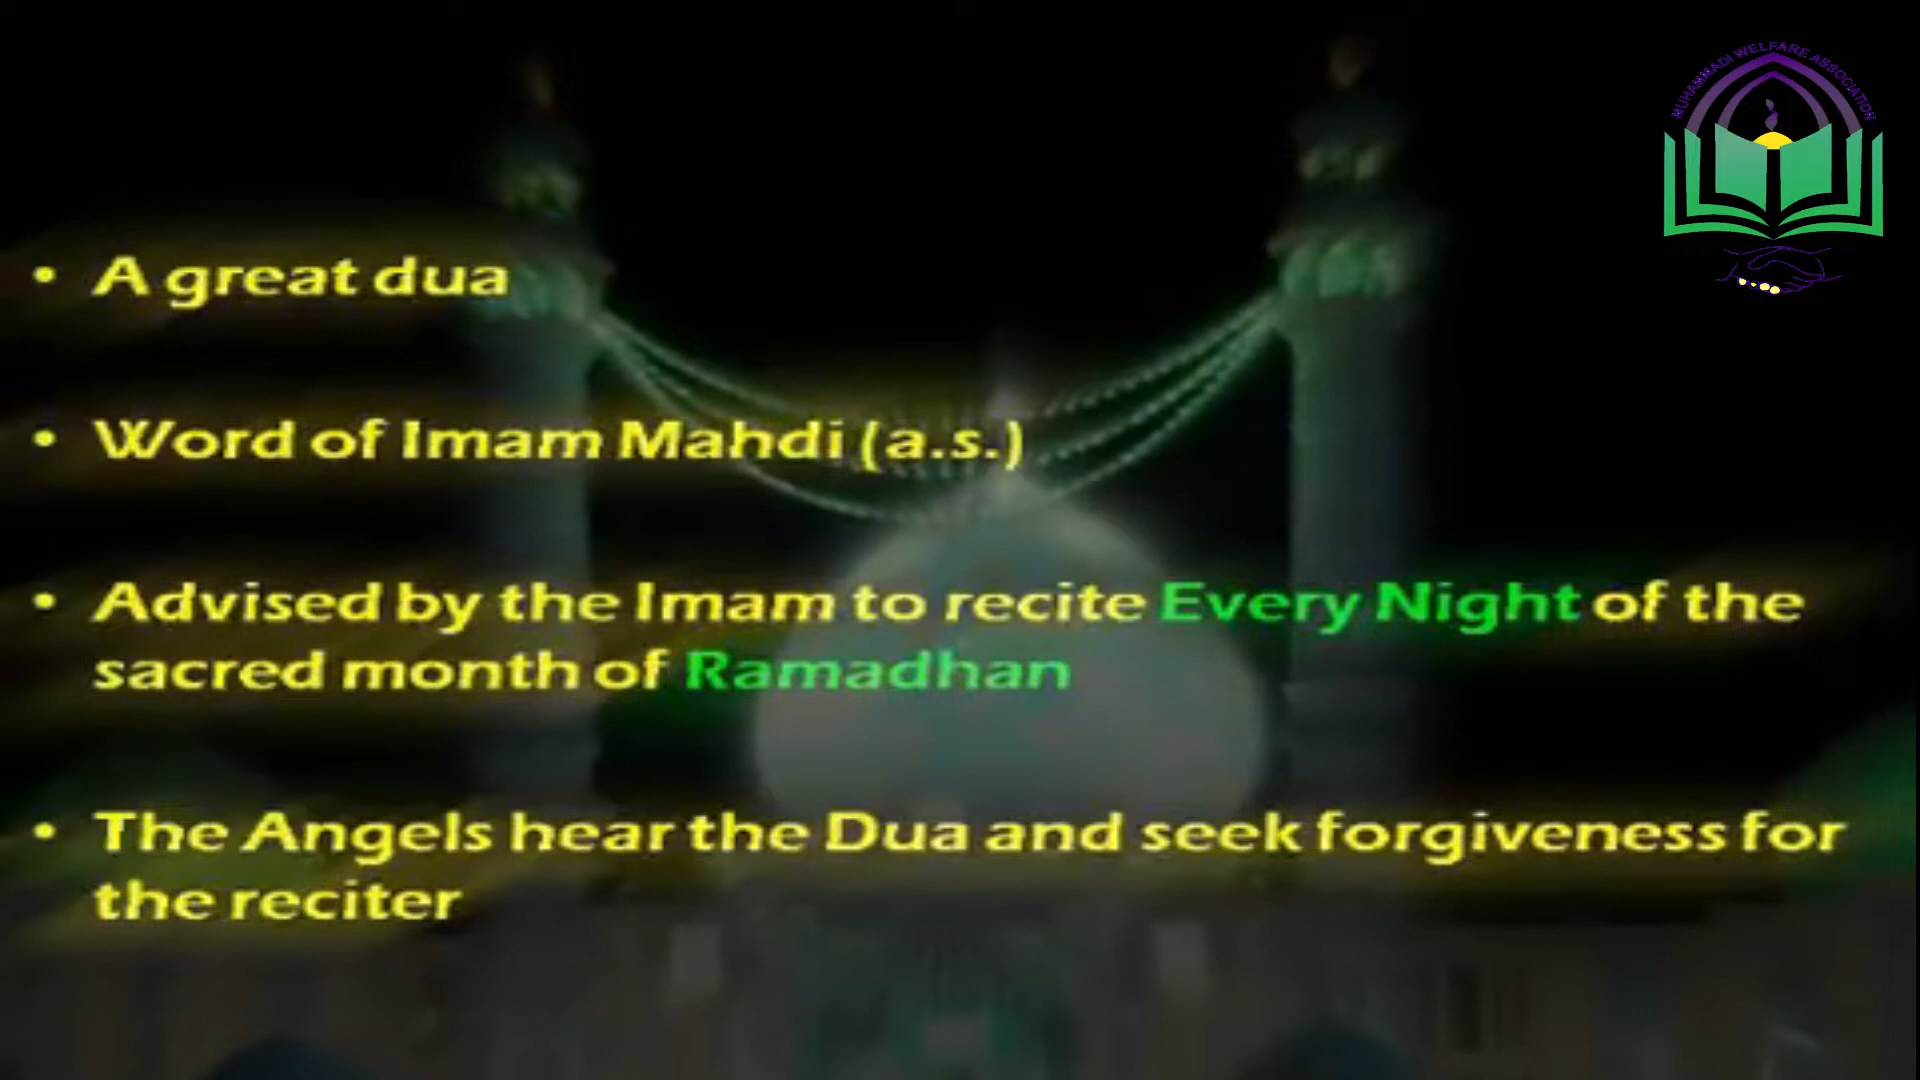 MUHAMMADI WELFARE ASSOCIATION
• A great dua
• Word of Imam Mahdi (a.s.)
• Advised by the Imam to recite Every Night of the
sacred month of Ramadhan
• The Angels hear the Dua and seek forgiveness for
the reciter